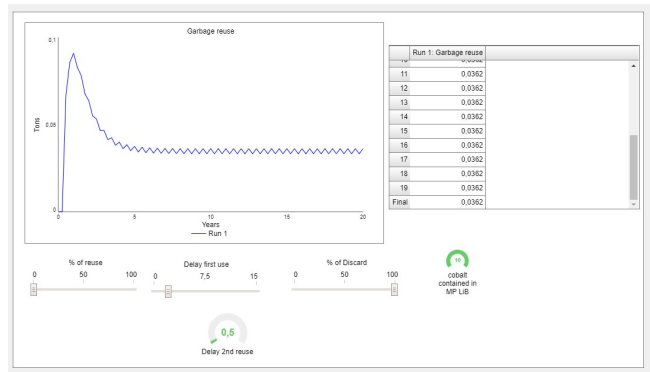 Garbage reuse
0,1
0,05
0
Tons
0 5 10 15 20
Years
Run 1
Run 1: Garbage reuse
10 0,0362
11 0,0362
12 0,0362
13 0,0362
14 0,0362
15 0,0362
16 0,0362
17 0,0362
18 0,0362
19 0,0362
Final 0,0362
% of reuse
0 50 100
Delay first use
0 7,5 15
% of Discard
0 50 100
10
cobalt
contained in
MP LiB
0,5
Delay 2nd reuse